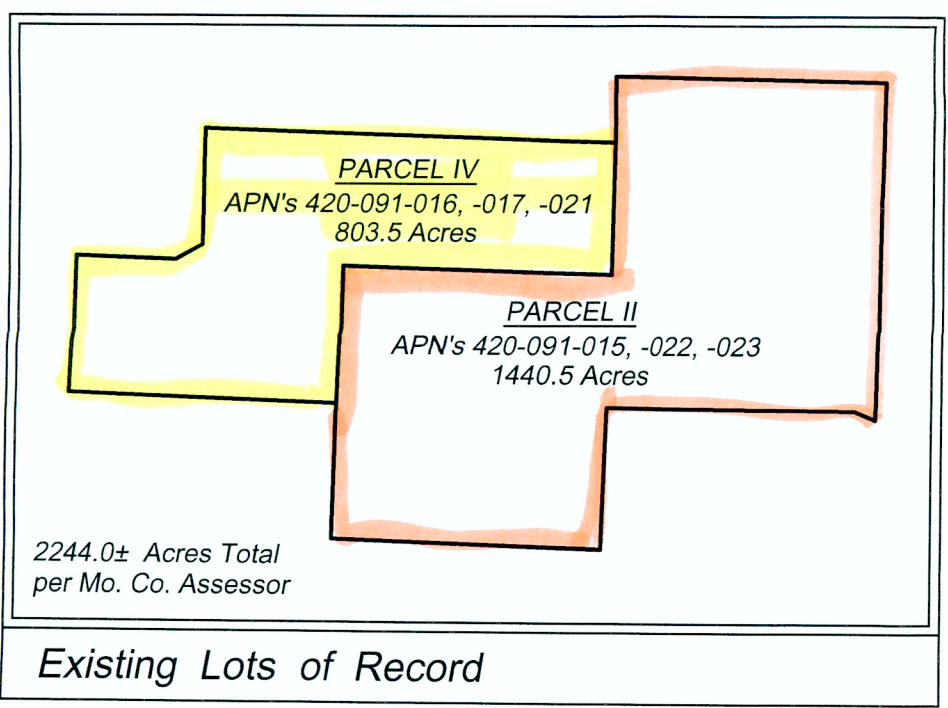 PARCEL IV
APN's 420-091-016, -017, -021
803.5 Acres
PARCEL II
APN's 420-091-015, -022, -023
1440.5 Acres
2244.0± Acres Total
per Mo. Co. Assessor
Existing Lots of Record